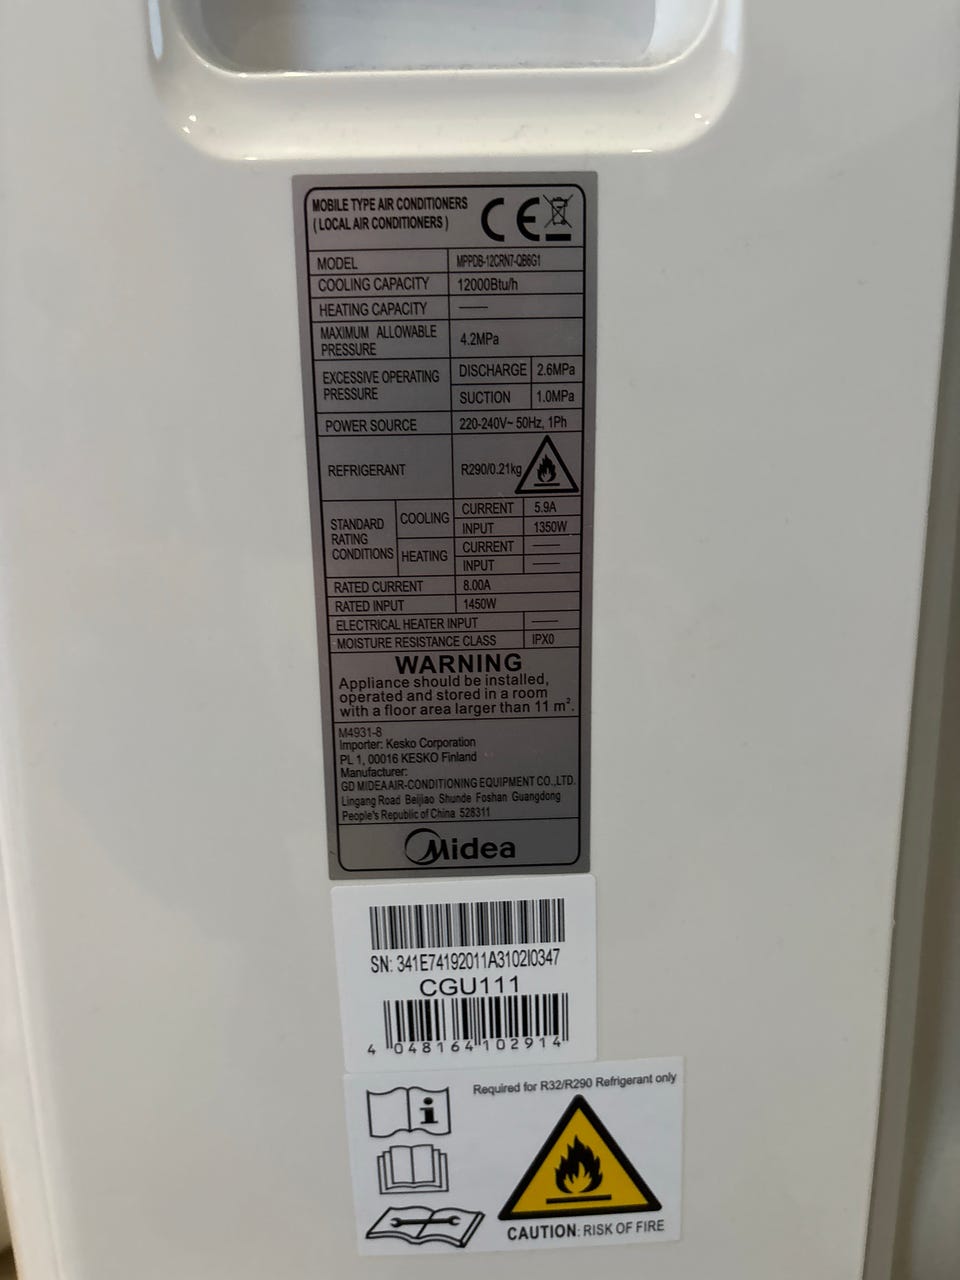 MOBILE TYPE AIR CONDITIONERS
( LOCAL AIR CONDITIONERS )
CE
MODEL MPPDB-12CRN7-QB6G1
COOLING CAPACITY 12000Btu/h
HEATING CAPACITY ——
MAXIMUM ALLOWABLE PRESSURE 4.2MPa
EXCESSIVE OPERATING PRESSURE DISCHARGE 2.6MPa
SUCTION 1.0MPa
POWER SOURCE 220-240V~ 50Hz, 1Ph
REFRIGERANT R290/0.21kg
STANDARD RATING CONDITIONS COOLING CURRENT 5.9A
INPUT 1350W
HEATING CURRENT ——
INPUT ——
RATED CURRENT 8.00A
RATED INPUT 1450W
ELECTRICAL HEATER INPUT ——
MOISTURE RESISTANCE CLASS IPX0
WARNING
Appliance should be installed,
operated and stored in a room
with a floor area larger than 11 m².
M4931-8
Importer: Kesko Corporation
PL 1, 00016 KESKO Finland
Manufacturer:
GD MIDEA AIR-CONDITIONING EQUIPMENT CO.,LTD.
Lingang Road Beijiao Shunde Foshan Guangdong
People's Republic of China 528311
Midea
SN: 341E74192011A3102I0347
CGU111
4 048164 102914
Required for R32/R290 Refrigerant only
i
CAUTION: RISK OF FIRE